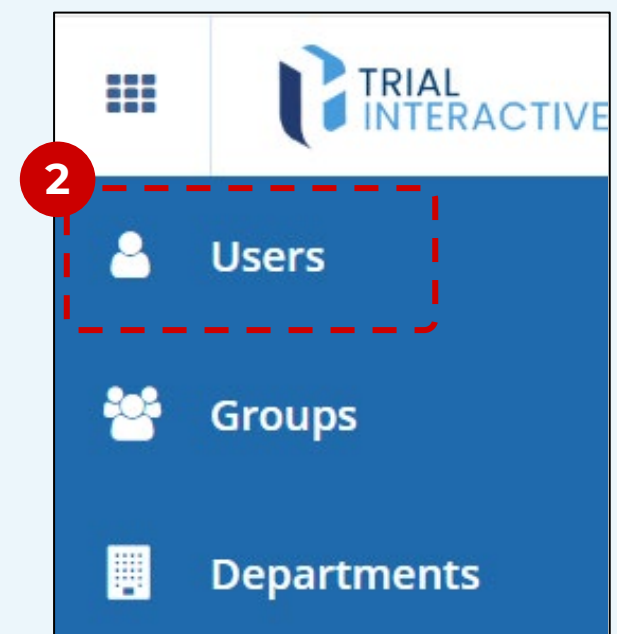 TRIAL
INTERACTIVE
2
Users
Groups
Departments